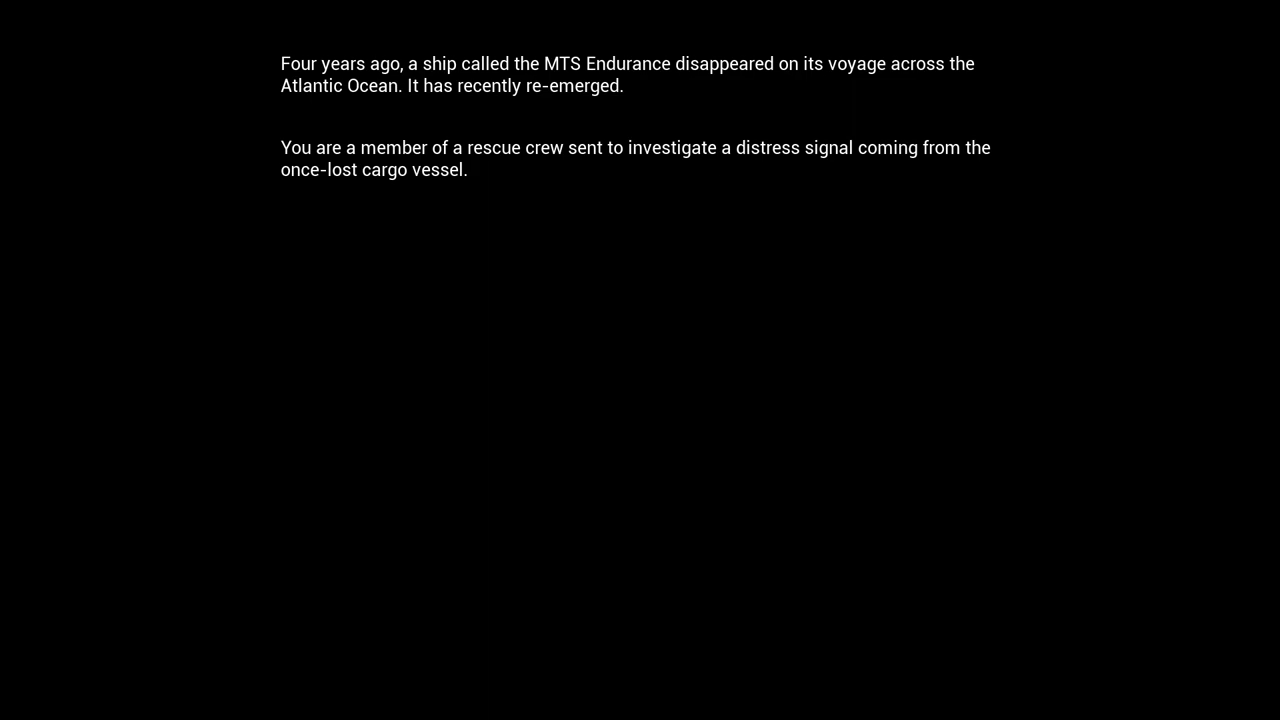 Four years ago, a ship called the MTS Endurance disappeared on its voyage across the
Atlantic Ocean. It has recently re-emerged.
You are a member of a rescue crew sent to investigate a distress signal coming from the
once-lost cargo vessel.